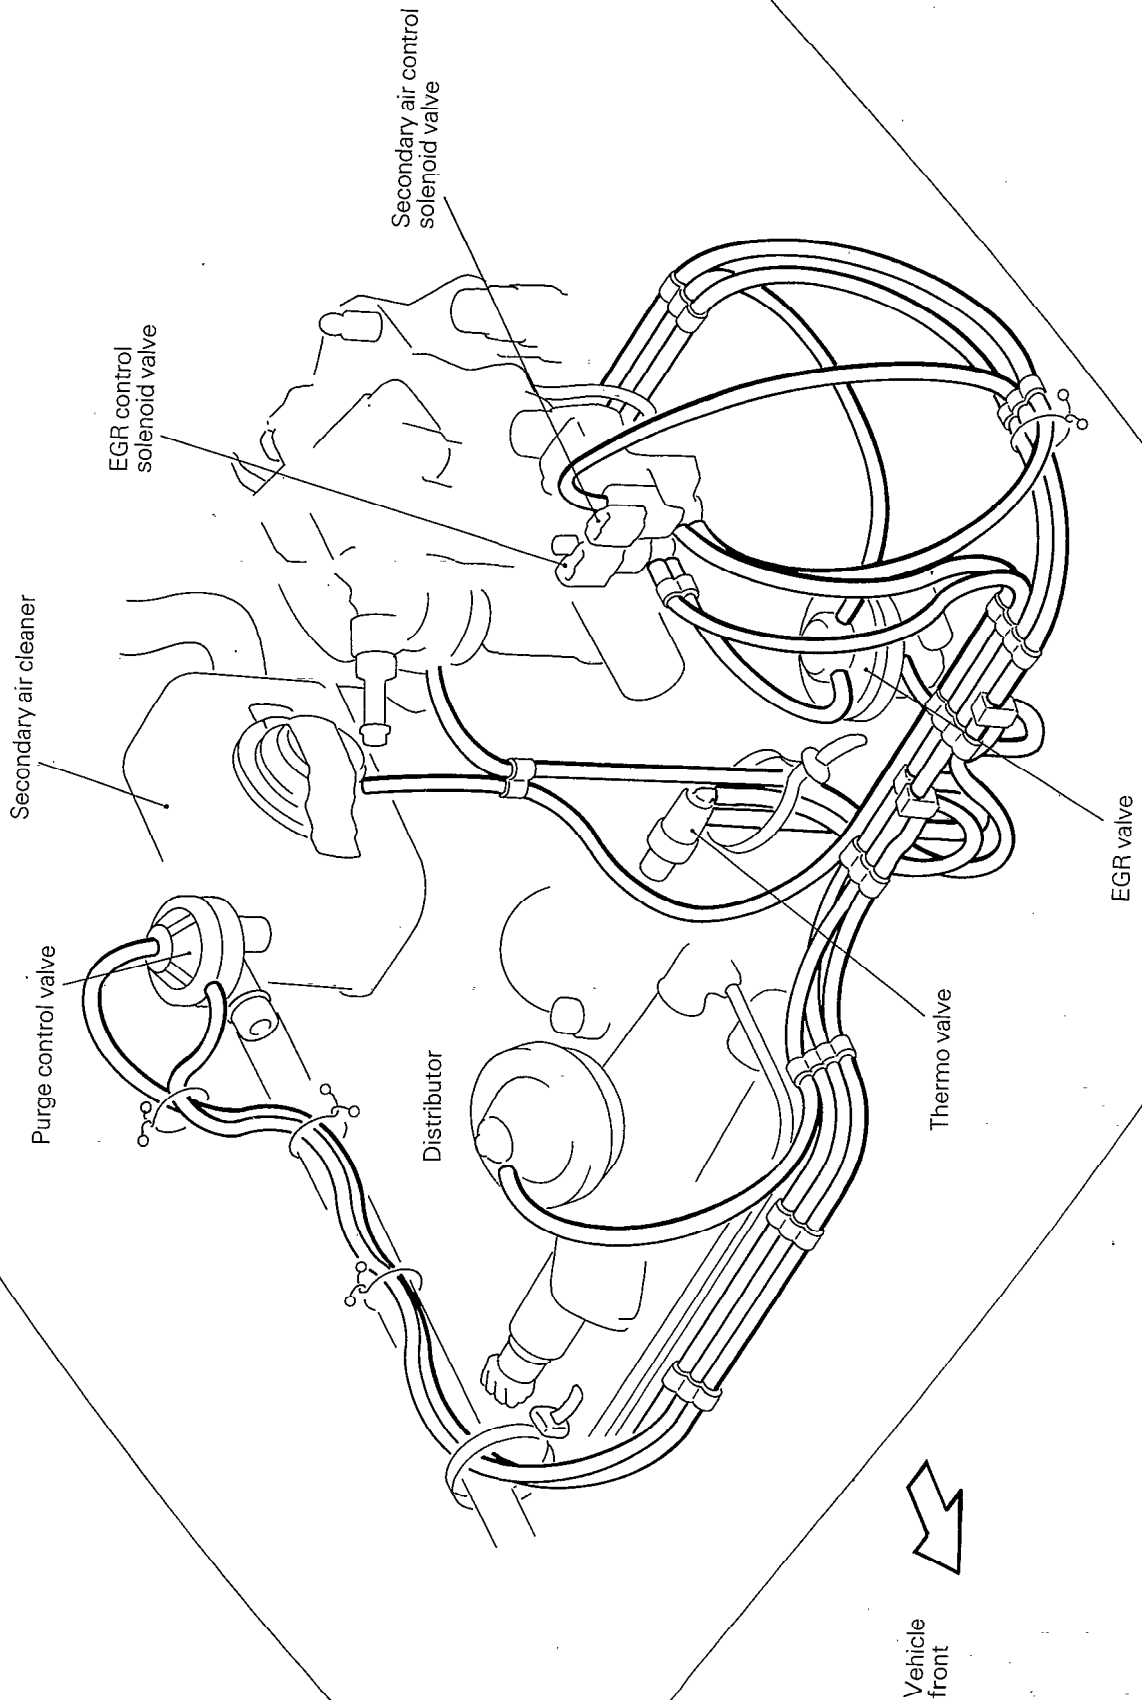 Secondary air control
solenoid valve
EGR control
solenoid valve
Secondary air cleaner
Purge control valve
Distributor
EGR valve
Thermo valve
Vehicle
front